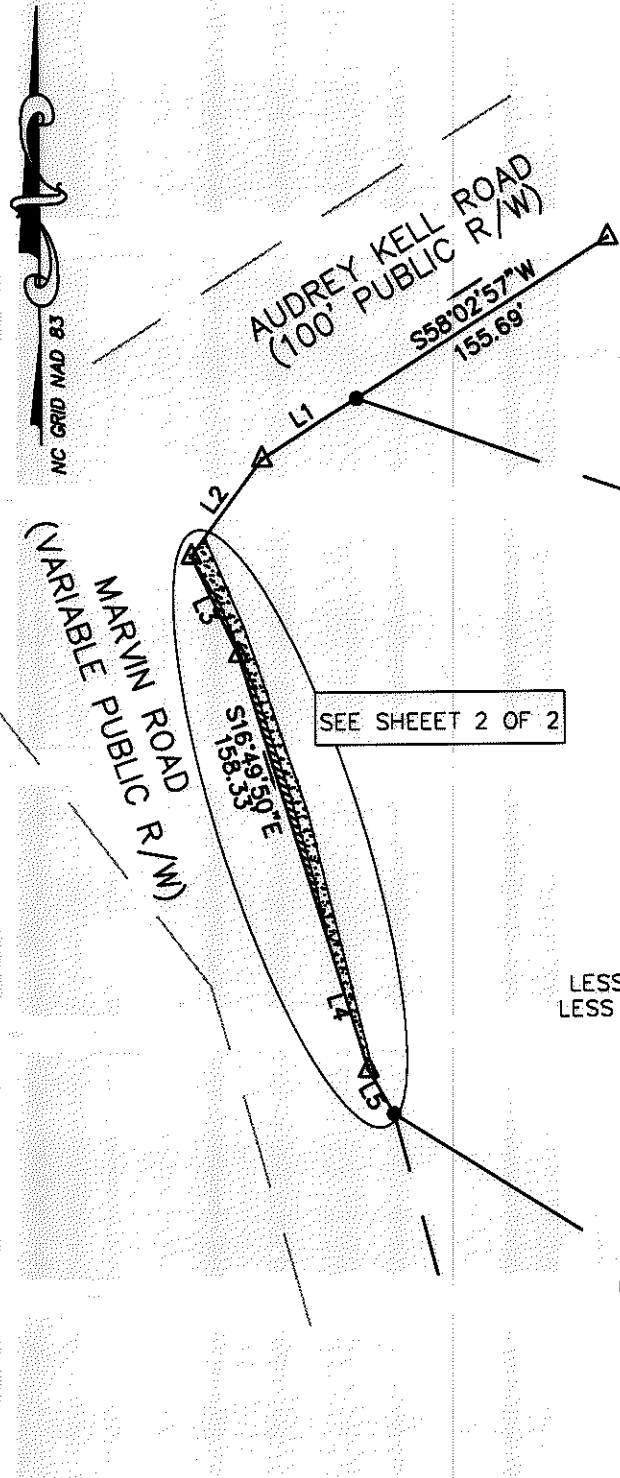 NC GRID NAD 83
AUDREY KELL ROAD
(100' PUBLIC R/W)
S58°02'57"W
155.69'
L1
L2
L3
MARVIN ROAD
(VARIABLE PUBLIC R/W)
S16°49'50"E
158.33'
SEE SHEEET 2 OF 2
L4
L5
LESS
LESS